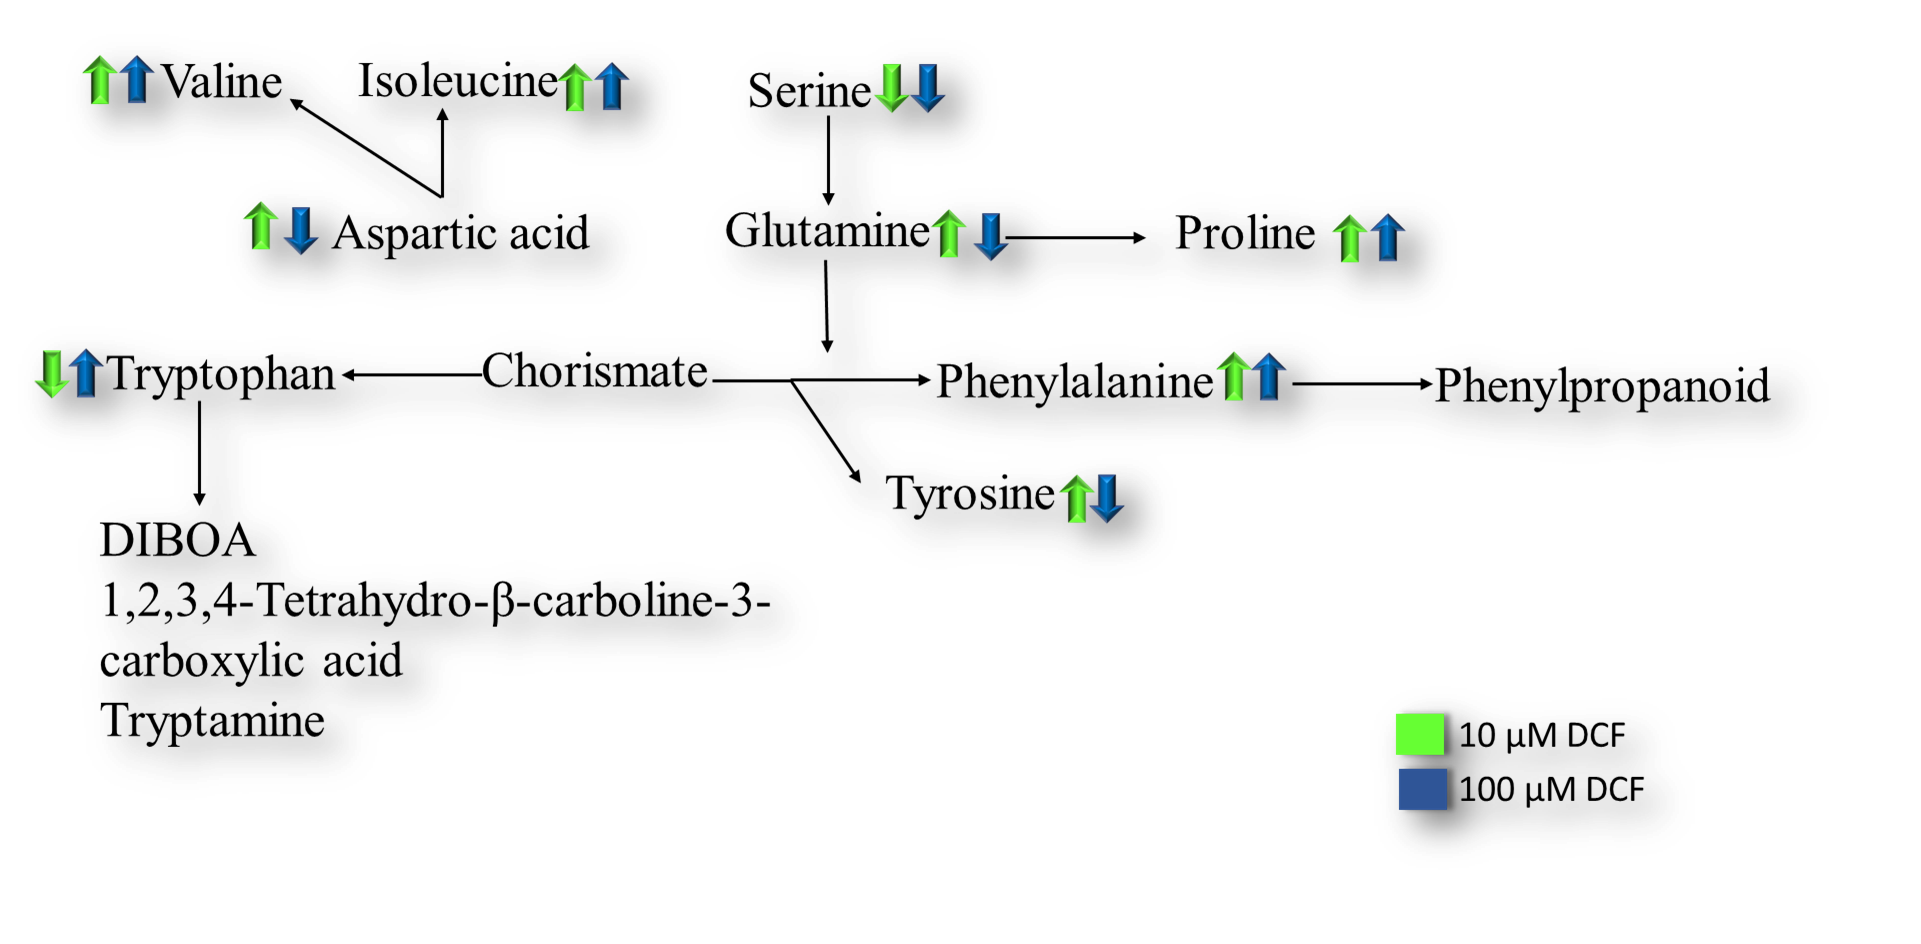 Valine
Isoleucine
Serine
Aspartic acid
Glutamine
Proline
Tryptophan
Chorismate
Phenylalanine
Phenylpropanoid
Tyrosine
DIBOA
1,2,3,4-Tetrahydro-β-carboline-3-
carboxylic acid
Tryptamine
10 µM DCF
100 µM DCF